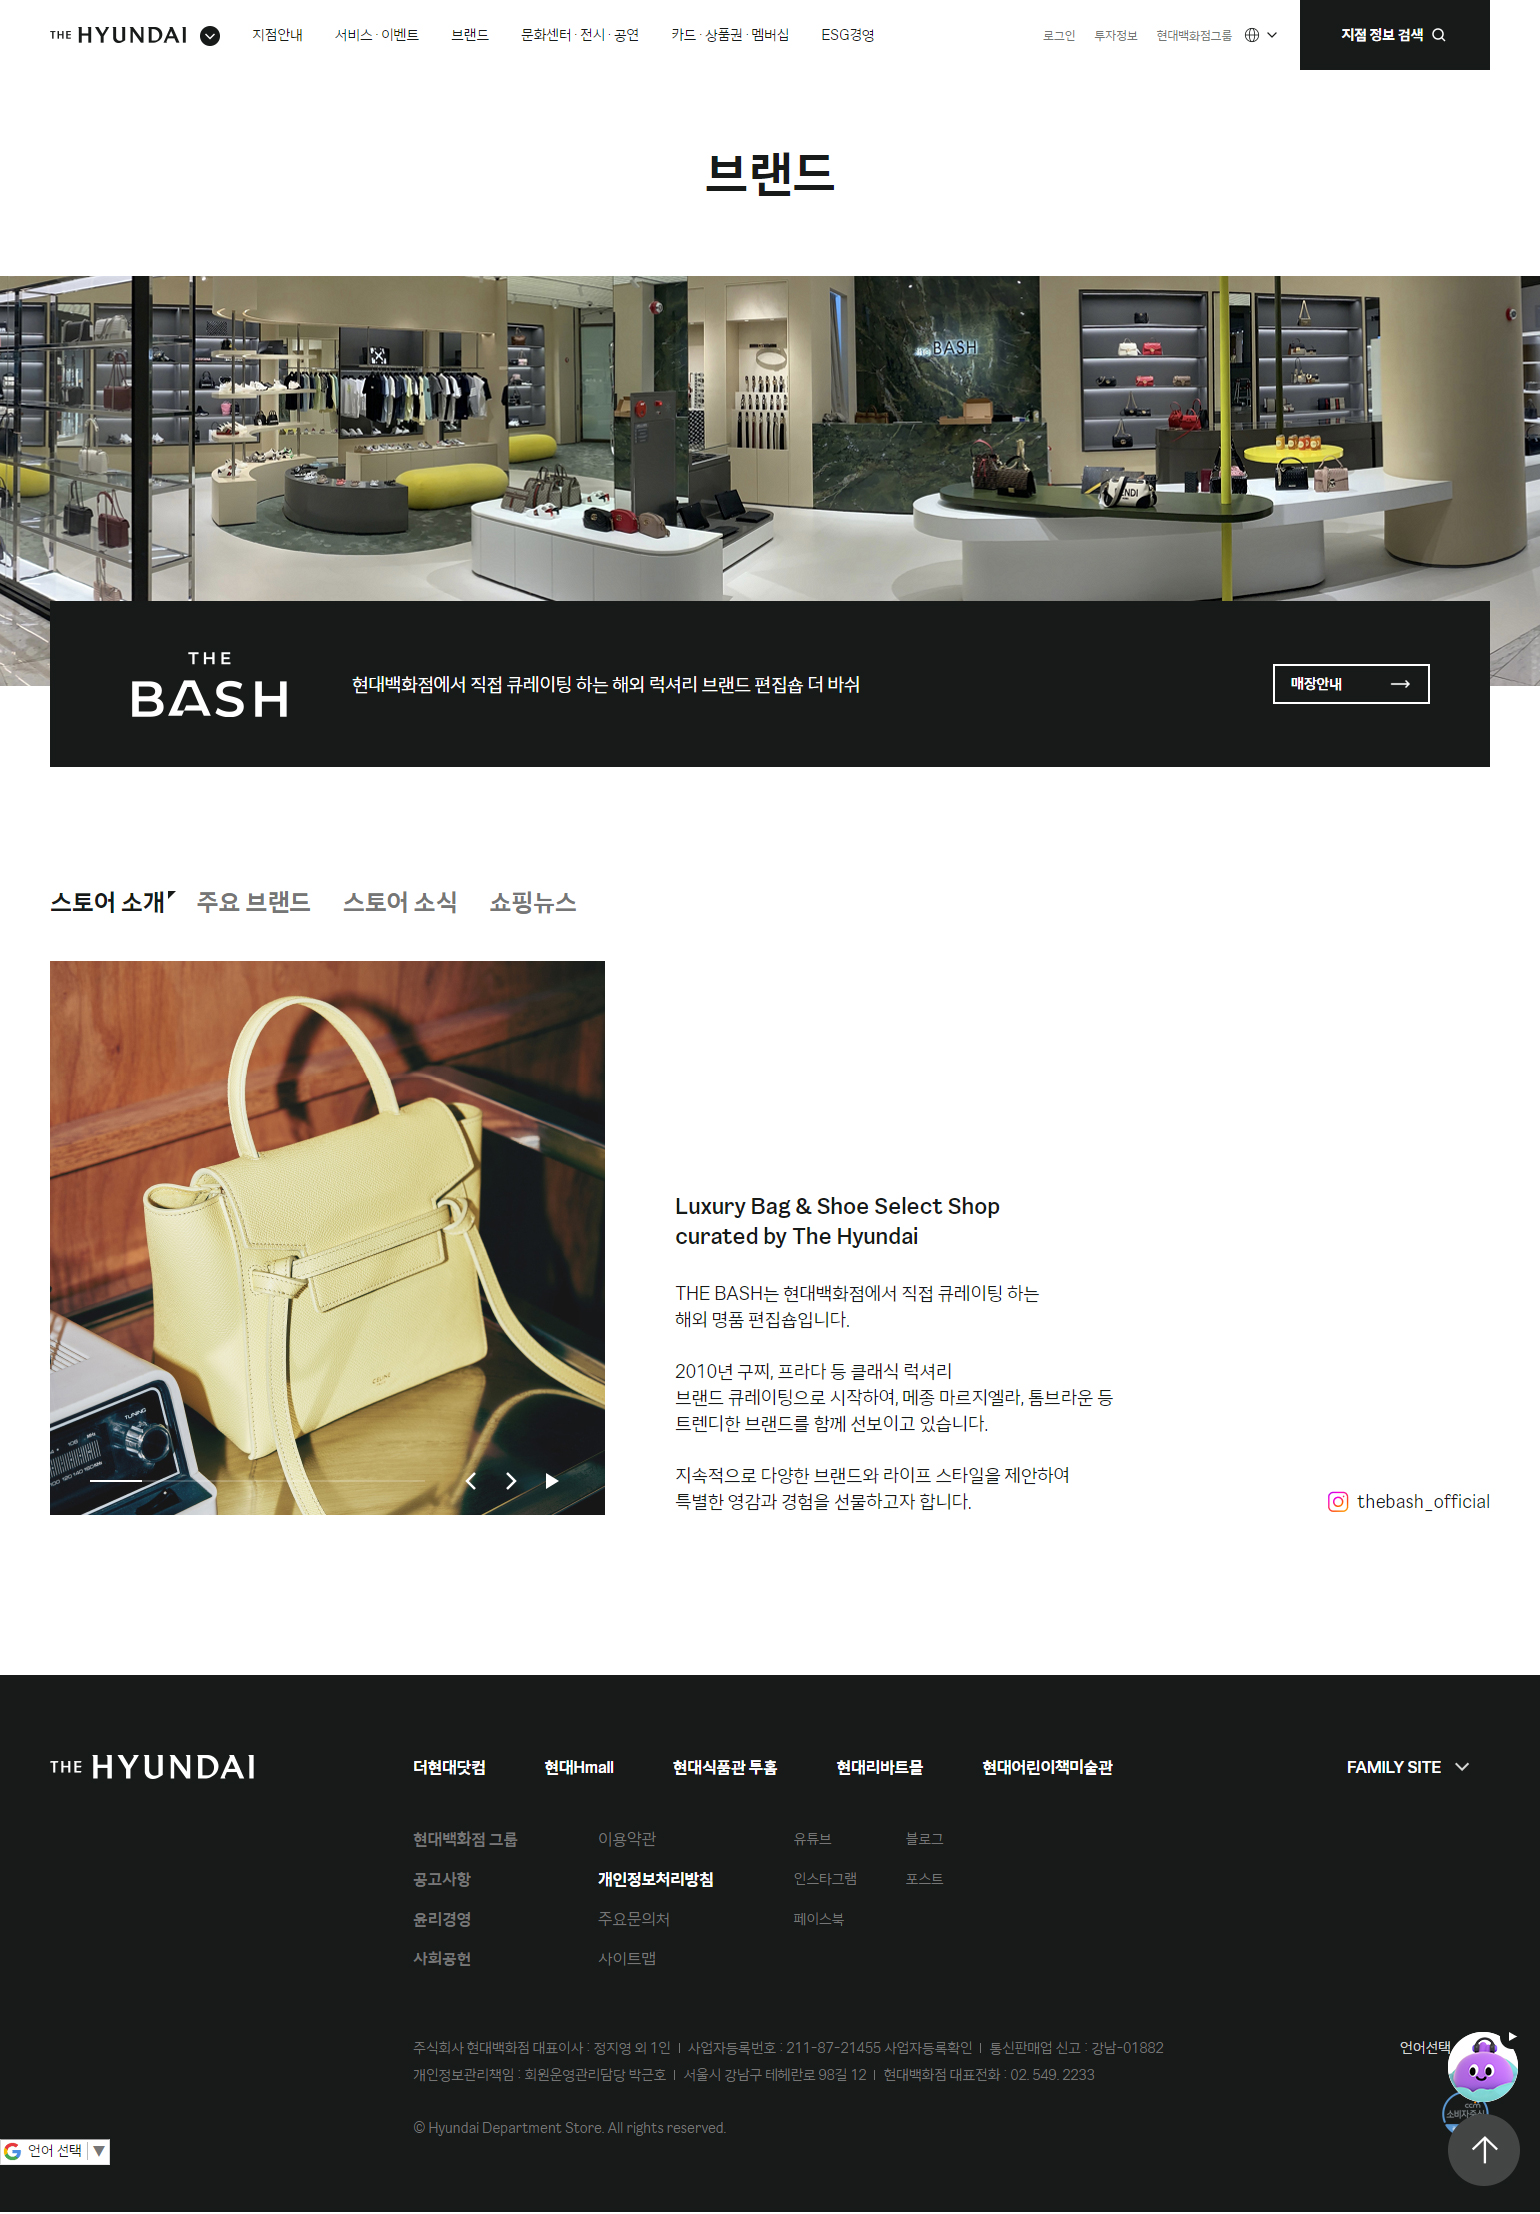 THE HYUNDAI
지점안내
서비스 · 이벤트
브랜드
문화센터 · 전시 · 공연
카드 · 상품권 · 멤버십
ESG경영
로그인
투자정보
현대백화점그룹
지점 정보 검색
브랜드
BASH
FENDI
THE
BASH
현대백화점에서 직접 큐레이팅 하는 해외 럭셔리 브랜드 편집숍 더 바쉬
매장안내
스토어 소개
주요 브랜드
스토어 소식
쇼핑뉴스
CELINE
TUNING
Luxury Bag & Shoe Select Shop
curated by The Hyundai
THE BASH는 현대백화점에서 직접 큐레이팅 하는
해외 명품 편집숍입니다.
2010년 구찌, 프라다 등 클래식 럭셔리
브랜드 큐레이팅으로 시작하여, 메종 마르지엘라, 톰브라운 등
트렌디한 브랜드를 함께 선보이고 있습니다.
지속적으로 다양한 브랜드와 라이프 스타일을 제안하여
특별한 영감과 경험을 선물하고자 합니다.
thebash_official
THE HYUNDAI
더현대닷컴
현대Hmall
현대식품관 투홈
현대리바트몰
현대어린이책미술관
FAMILY SITE
현대백화점 그룹
이용약관
유튜브
블로그
공고사항
개인정보처리방침
인스타그램
포스트
윤리경영
주요문의처
페이스북
사회공헌
사이트맵
주식회사 현대백화점 대표이사 : 정지영 외 1인 | 사업자등록번호 : 211-87-21455 사업자등록확인 | 통신판매업 신고 : 강남-01882
언어선택
개인정보관리책임 : 회원운영관리담당 박근호 | 서울시 강남구 테헤란로 98길 12 | 현대백화점 대표전화 : 02. 549. 2233
ccm
소비자중심
© Hyundai Department Store. All rights reserved.
언어 선택